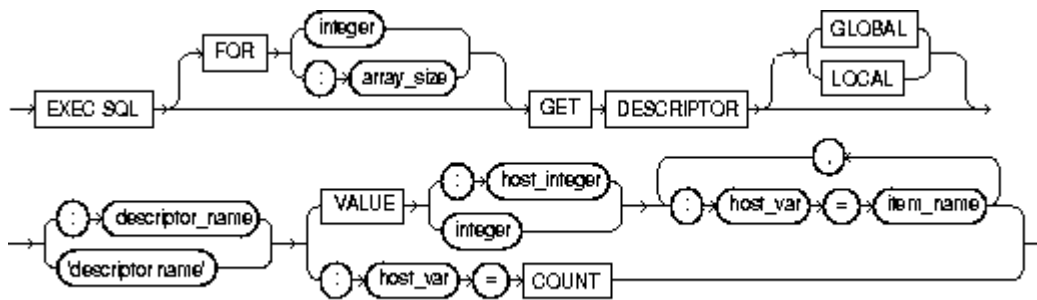 integer
GLOBAL
FOR
: array_size
LOCAL
EXEC SQL GET DESCRIPTOR
,
: host_integer
: descriptor_name VALUE : host_var = item_name
integer
'descriptor name'
: host_var = COUNT